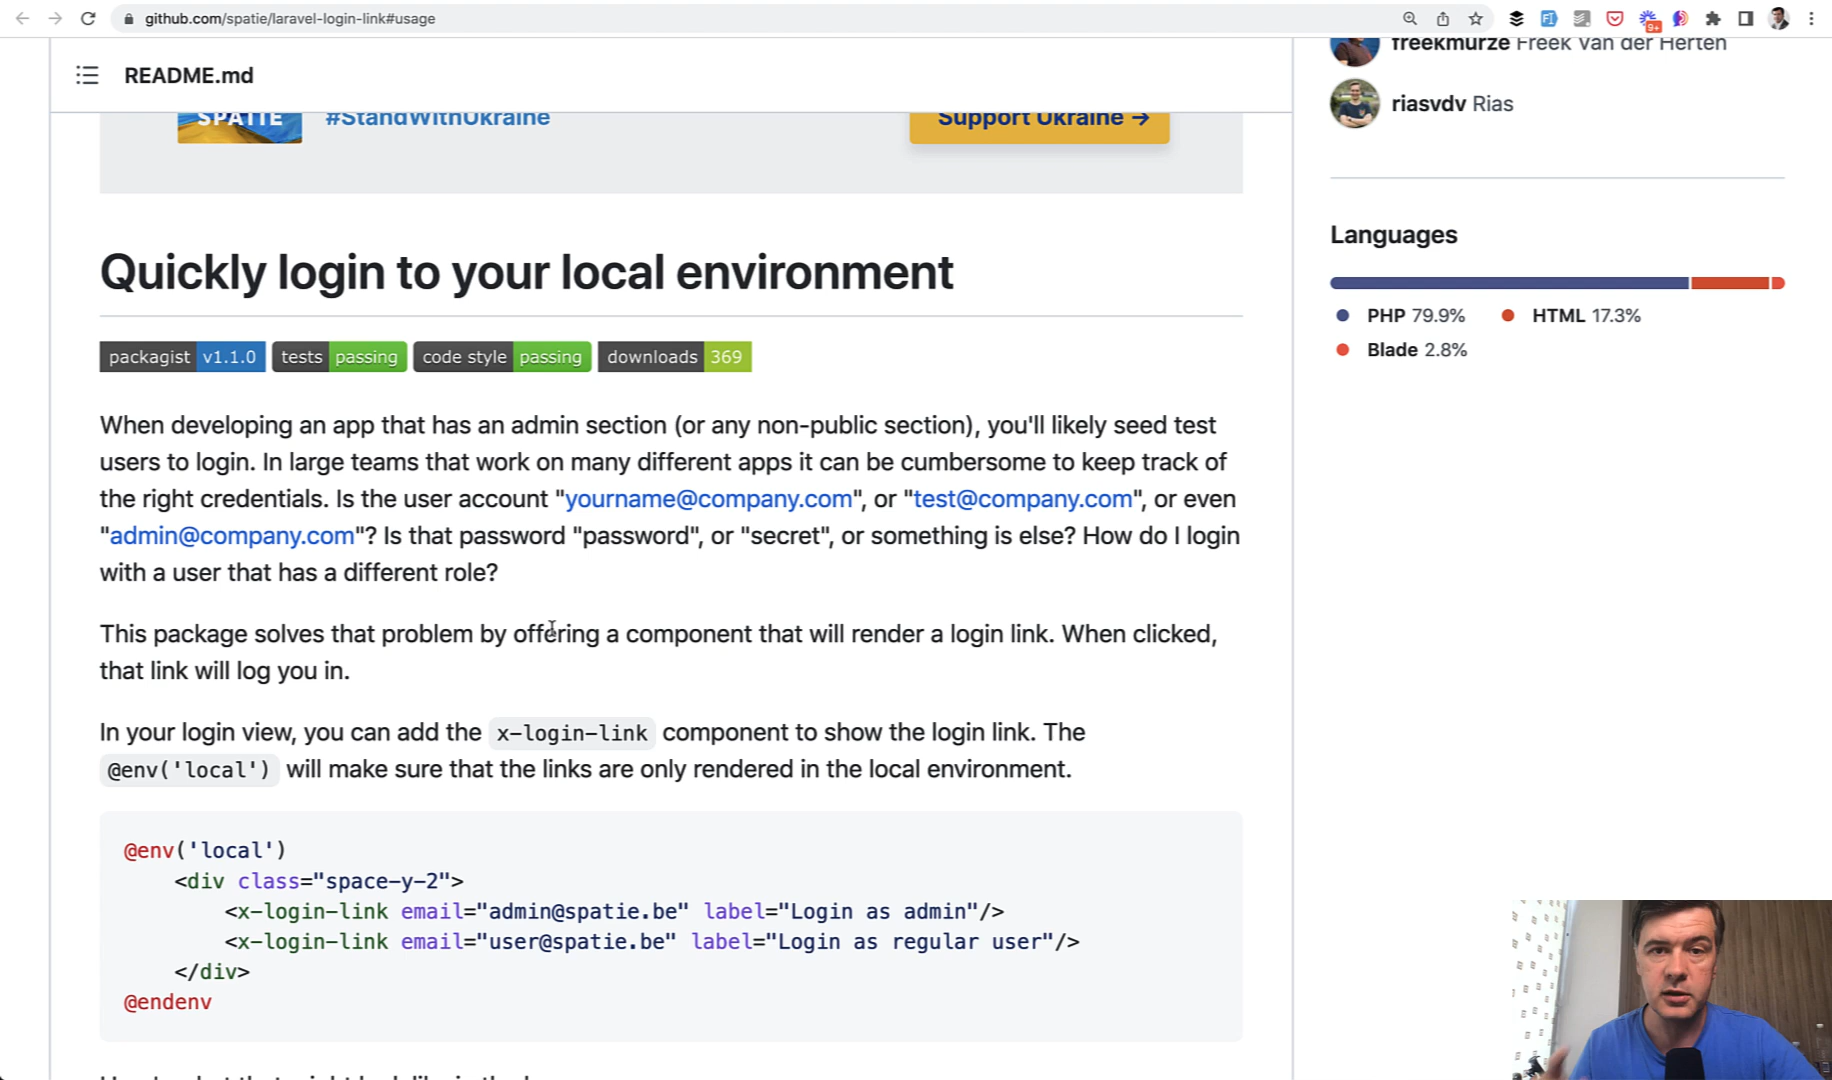 github.com/spatie/laravel-login-link#usage
9+
README.md
SPATIE #StandWithUkraine
Support Ukraine →
freekmurze Freek Van der Herten
riasvdv Rias
Languages
PHP 79.9% HTML 17.3%
Blade 2.8%
Quickly login to your local environment
packagist v1.1.0 tests passing code style passing downloads 369
When developing an app that has an admin section (or any non-public section), you'll likely seed test
users to login. In large teams that work on many different apps it can be cumbersome to keep track of
the right credentials. Is the user account "yourname@company.com", or "test@company.com", or even
"admin@company.com"? Is that password "password", or "secret", or something is else? How do I login
with a user that has a different role?
This package solves that problem by offering a component that will render a login link. When clicked,
that link will log you in.
In your login view, you can add the x-login-link component to show the login link. The
@env('local') will make sure that the links are only rendered in the local environment.
@env('local')
<div class="space-y-2">
<x-login-link email="admin@spatie.be" label="Login as admin"/>
<x-login-link email="user@spatie.be" label="Login as regular user"/>
</div>
@endenv